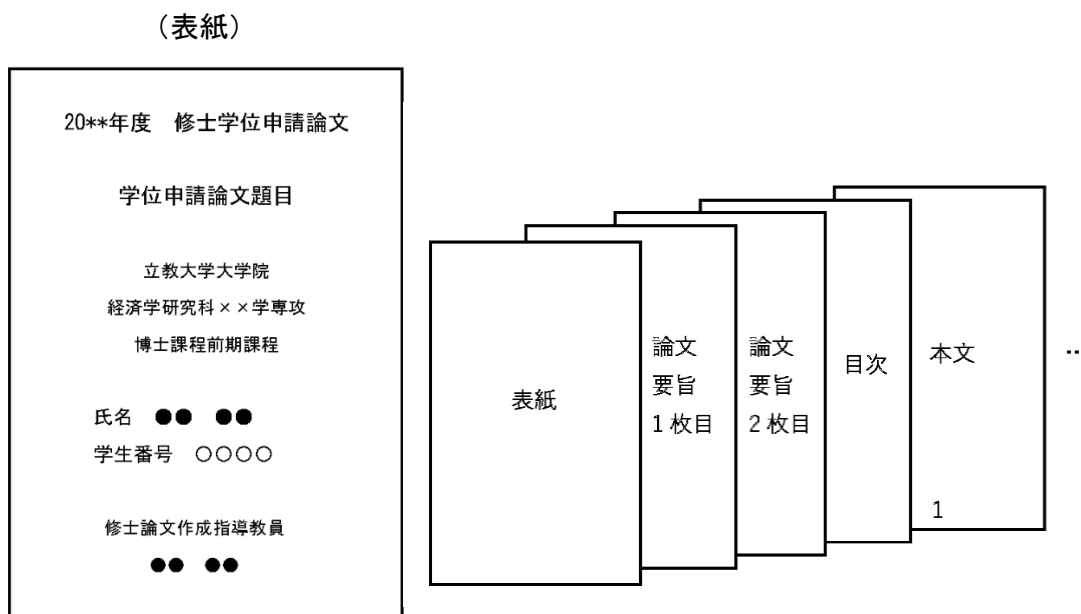 （表紙）
20**年度　修士学位申請論文
学位申請論文題目
立教大学大学院
経済学研究科××学専攻
博士課程前期課程
氏名　●●　●●
学生番号　○○○○
修士論文作成指導教員
●●　●●
表紙
論文
要旨
1枚目
論文
要旨
2枚目
目次
本文
1
…